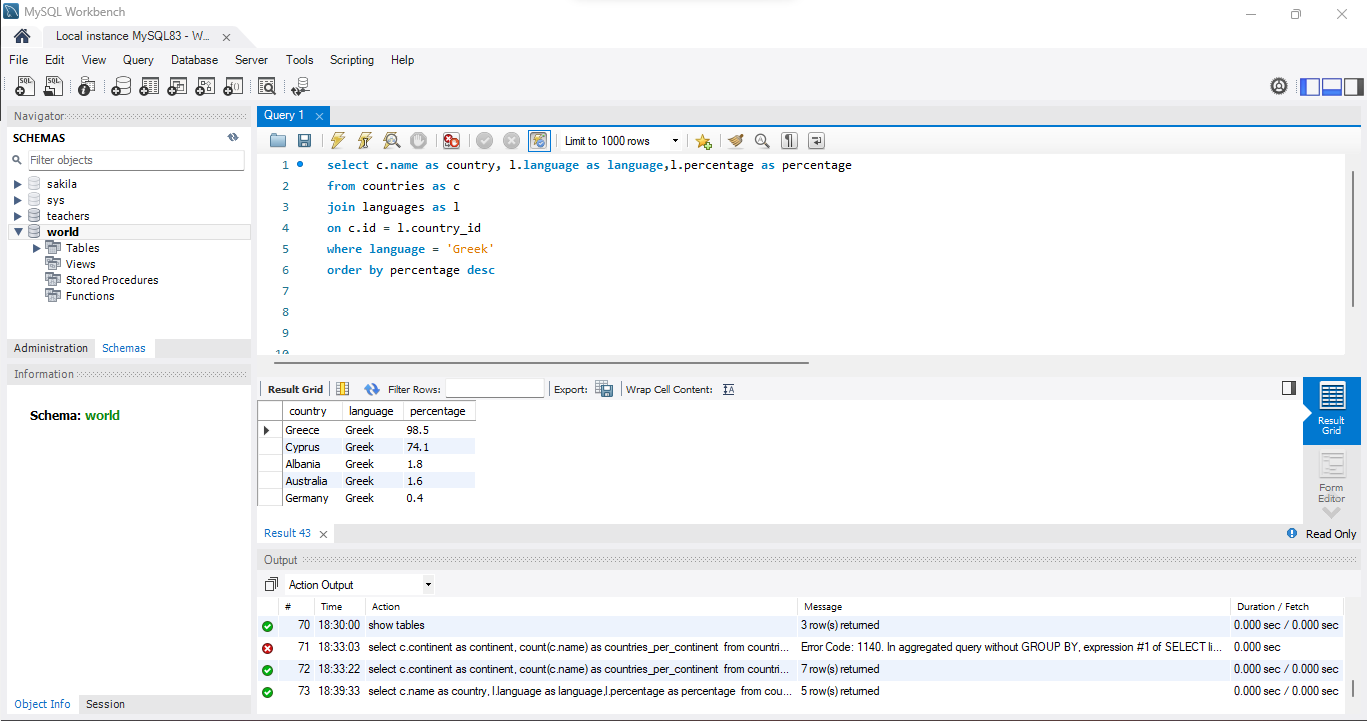 MySQL Workbench
Local instance MySQL83 - W...
File Edit View Query Database Server Tools Scripting Help
Navigator
SCHEMAS
Filter objects
sakila
sys
teachers
world
Tables
Views
Stored Procedures
Functions
Administration Schemas
Information
Schema: world
Object Info Session
Query 1
Limit to 1000 rows
1 select c.name as country, l.language as language,l.percentage as percentage
2 from countries as c
3 join languages as l
4 on c.id = l.country_id
5 where language = 'Greek'
6 order by percentage desc
7
8
9
10
Result Grid Filter Rows: Export: Wrap Cell Content:
country language percentage
Greece Greek 98.5
Cyprus Greek 74.1
Albania Greek 1.8
Australia Greek 1.6
Germany Greek 0.4
Result
Grid
Form
Editor
Result 43
Read Only
Output
Action Output
# Time Action Message Duration / Fetch
70 18:30:00 show tables 3 row(s) returned 0.000 sec / 0.000 sec
71 18:33:03 select c.continent as continent, count(c.name) as countries_per_continent from countri... Error Code: 1140. In aggregated query without GROUP BY, expression #1 of SELECT li... 0.000 sec
72 18:33:22 select c.continent as continent, count(c.name) as countries_per_continent from countri... 7 row(s) returned 0.000 sec / 0.000 sec
73 18:39:33 select c.name as country, l.language as language,l.percentage as percentage from cou... 5 row(s) returned 0.000 sec / 0.000 sec